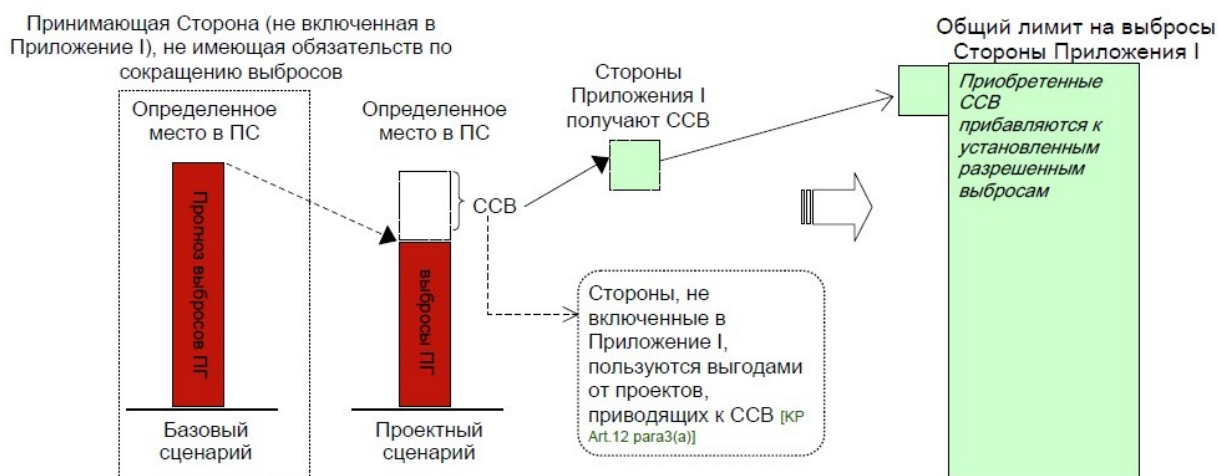 Принимающая Сторона (не включенная в
Приложение I), не имеющая обязательств по
сокращению выбросов
Определенное
место в ПС
Прогноз выбросов ПГ
Базовый
сценарий
Определенное
место в ПС
ССВ
выбросы ПГ
Проектный
сценарий
Стороны
Приложения I
получают ССВ
Стороны, не
включенные в
Приложение I,
пользуются выгодами
от проектов,
приводящих к ССВ [KP
Art.12 para3(a)]
Общий лимит на выбросы
Стороны Приложения I
Приобретенные
ССВ
прибавляются к
установленным
разрешенным
выбросам